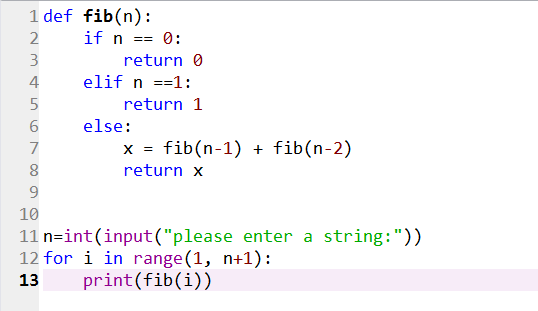 1 def fib(n):
2     if n == 0:
3         return 0
4     elif n ==1:
5         return 1
6     else:
7         x = fib(n-1) + fib(n-2)
8         return x
9
10
11 n=int(input("please enter a string:"))
12 for i in range(1, n+1):
13     print(fib(i))